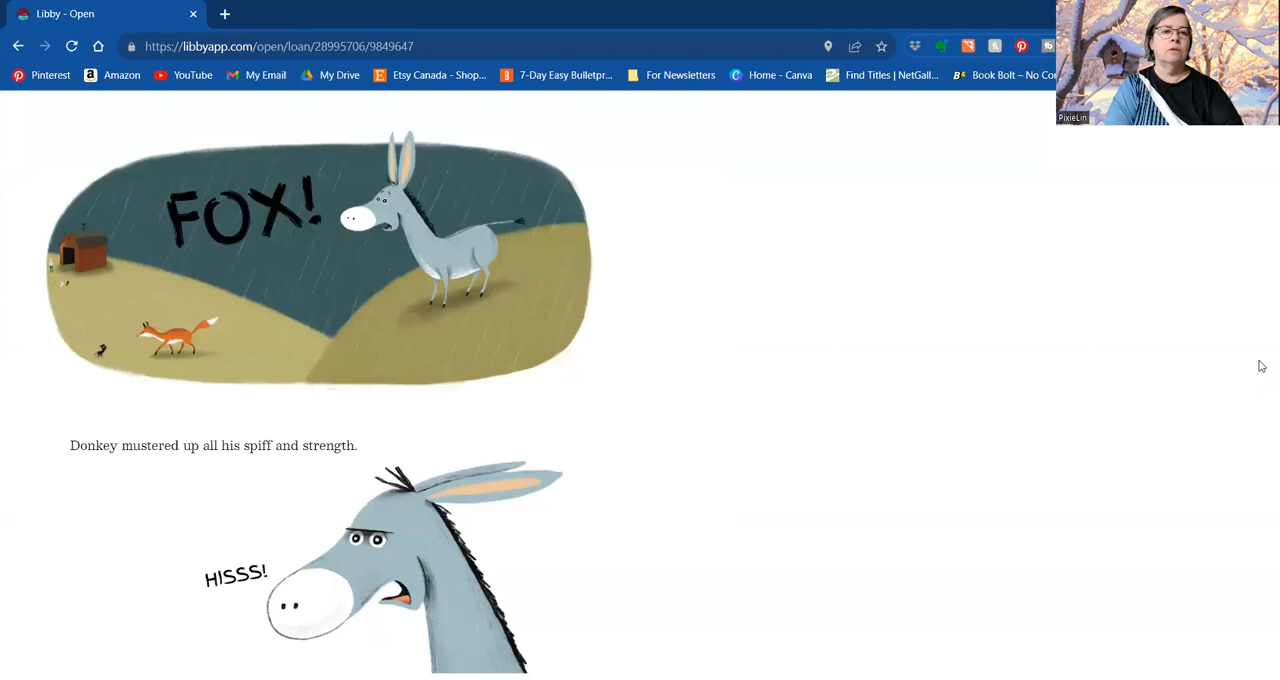 Libby - Open
https://libbyapp.com/open/loan/28995706/9849647
Pinterest
Amazon
YouTube
My Email
My Drive
Etsy Canada - Shop...
7-Day Easy Bulletpr...
For Newsletters
Home - Canva
Find Titles | NetGall...
Book Bolt – No Con
PixieLin
FOX!
Donkey mustered up all his spiff and strength.
HISSS!